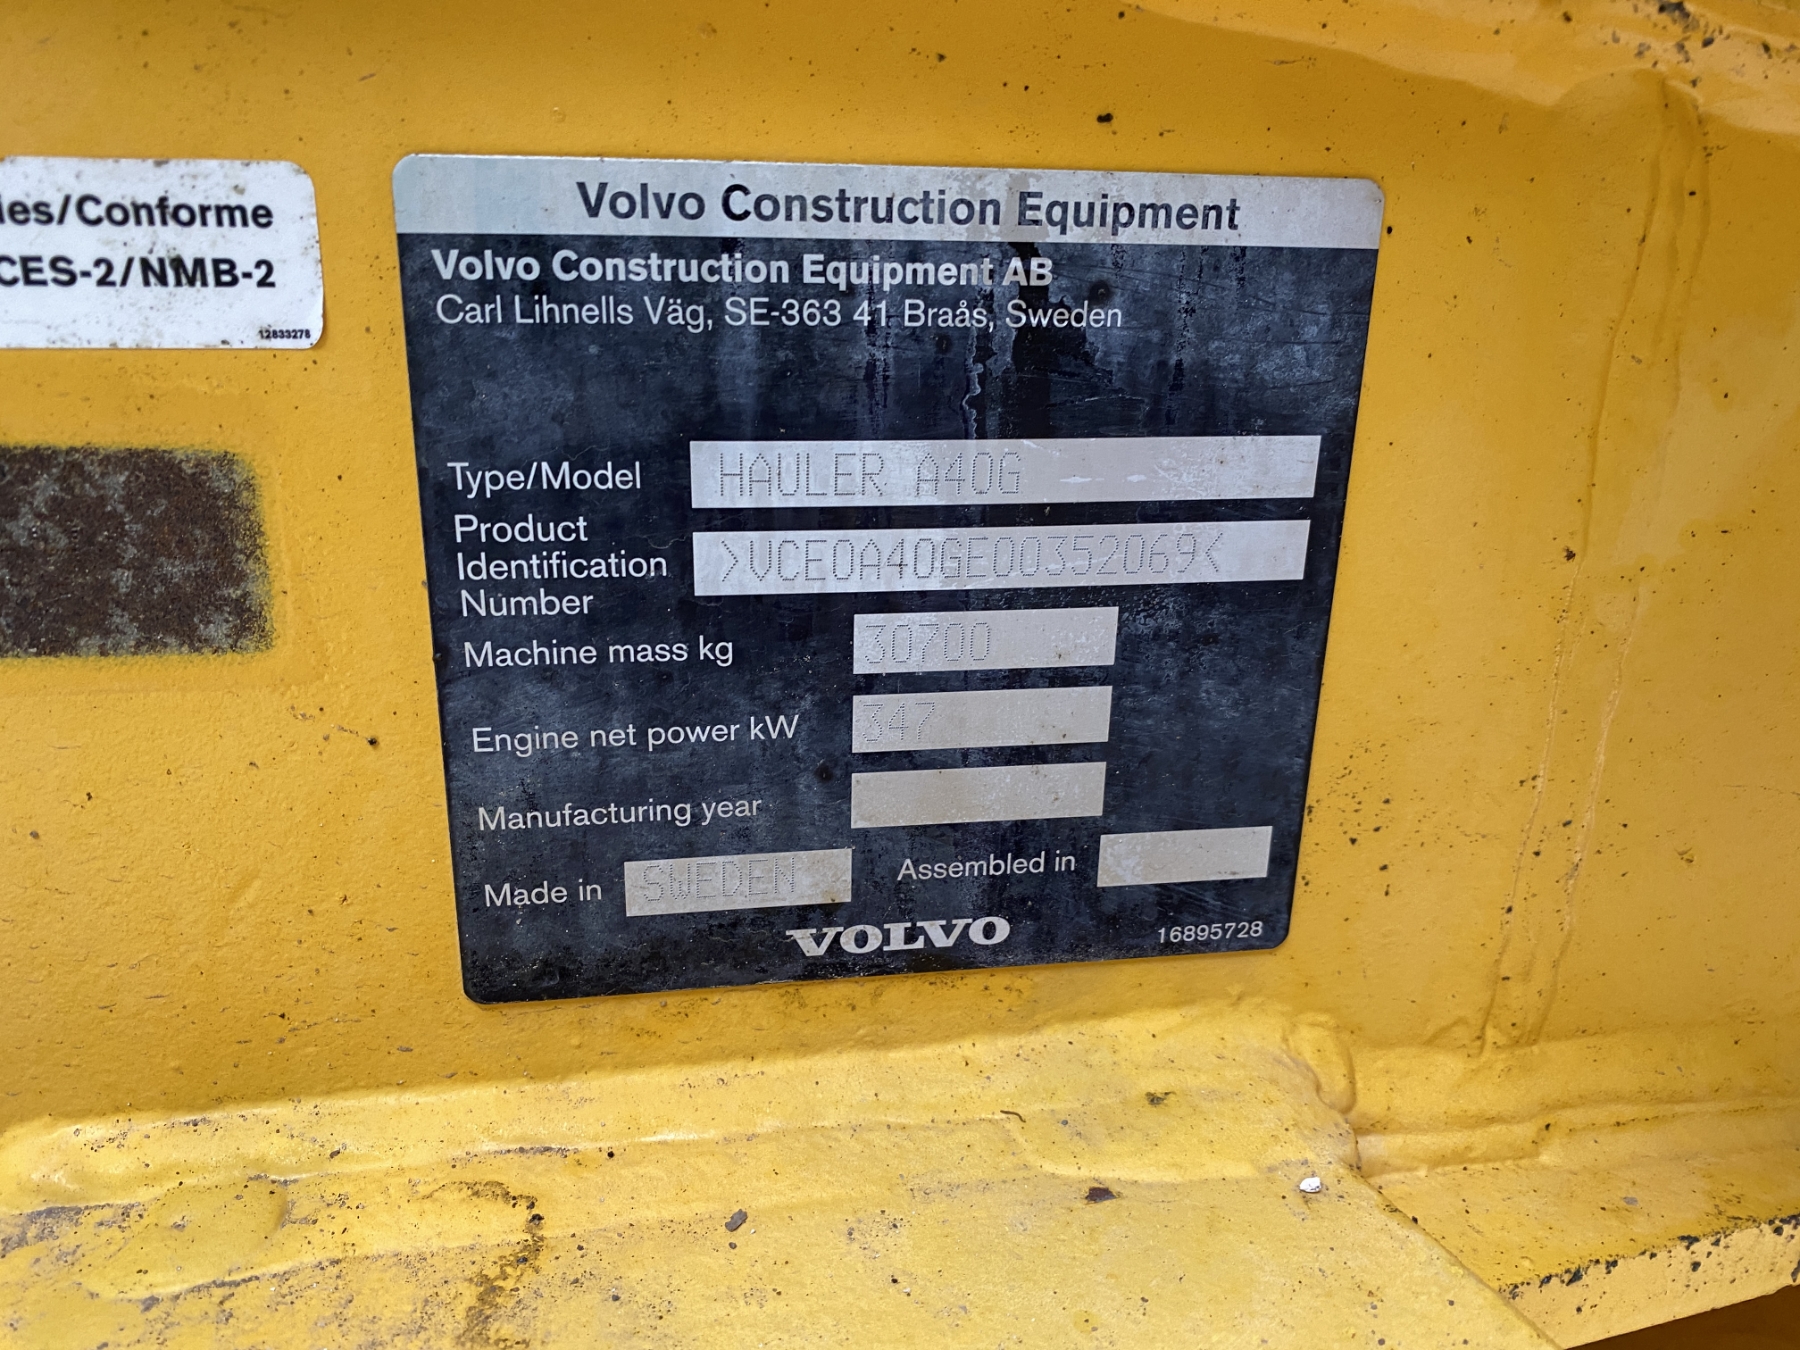 les/Conforme
CES-2/NMB-2
12833278
Volvo Construction Equipment
Volvo Construction Equipment AB
Carl Lihnells Väg, SE-363 41 Braås, Sweden
Type/Model HAULER A40G
Product
Identification
Number >VCE0A40GE00352069<
Machine mass kg 30700
Engine net power kW 347
Manufacturing year
Made in SWEDEN Assembled in
VOLVO 16895728